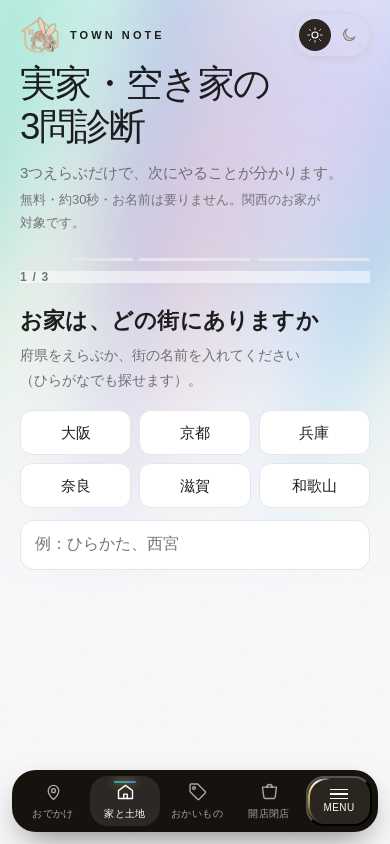 TOWN NOTE
実家・空き家の
3問診断
3つえらぶだけで、次にやることが分かります。
無料・約30秒・お名前は要りません。関西のお家が
対象です。
1 / 3
お家は、どの街にありますか
府県をえらぶか、街の名前を入れてください
（ひらがなでも探せます）。
大阪 京都 兵庫
奈良 滋賀 和歌山
例：ひらかた、西宮
おでかけ 家と土地 おかいもの 開店閉店 MENU